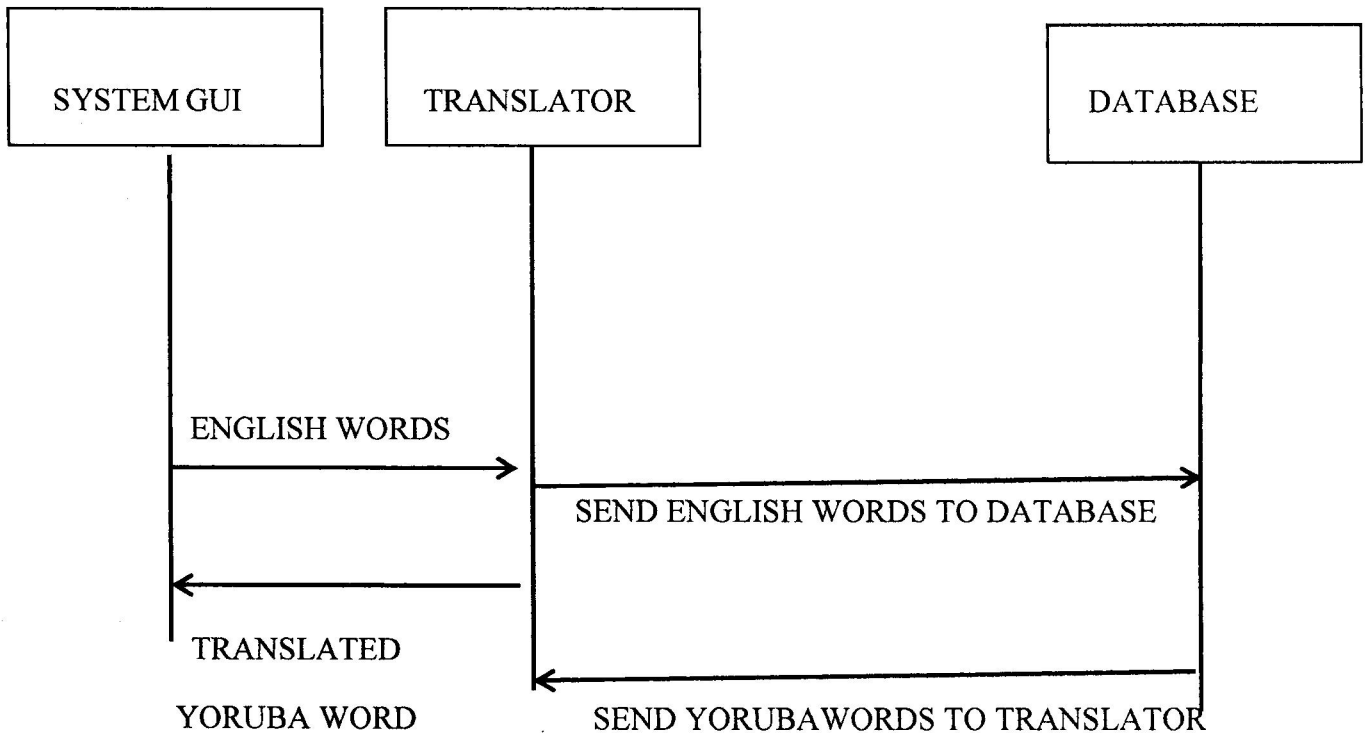 SYSTEM GUI
TRANSLATOR
DATABASE
ENGLISH WORDS
SEND ENGLISH WORDS TO DATABASE
TRANSLATED
YORUBA WORD
SEND YORUBAWORDS TO TRANSLATOR